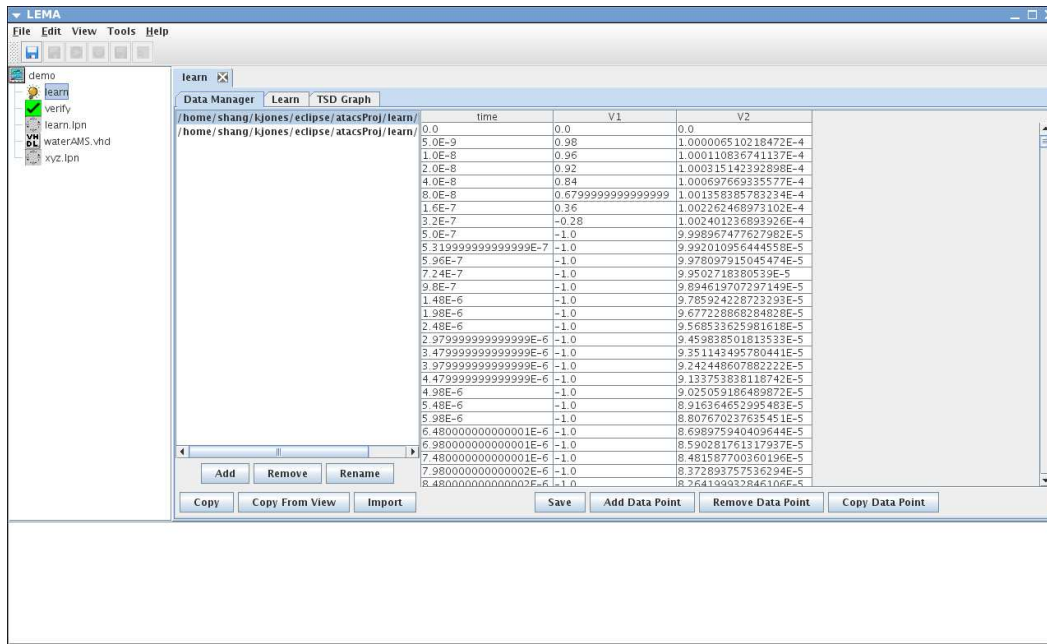 LEMA
File Edit View Tools Help
demo
learn
verify
learn.lpn
waterAMS.vhd
xyz.lpn
learn
Data Manager Learn TSD Graph
/home/shang/kjones/eclipse/atacsProj/learn/
/home/shang/kjones/eclipse/atacsProj/learn/
time V1 V2
0.0 0.0 0.0
5.0E-9 0.98 1.000006510218472E-4
1.0E-8 0.96 1.000110836741137E-4
2.0E-8 0.92 1.000315142392898E-4
4.0E-8 0.84 1.000697669335577E-4
8.0E-8 0.6799999999999999 1.001358385783234E-4
1.6E-7 0.36 1.002262468973102E-4
3.2E-7 -0.28 1.002401236893926E-4
5.0E-7 -1.0 9.998967477627982E-5
5.319999999999999E-7 -1.0 9.992010956444558E-5
5.96E-7 -1.0 9.978097915045474E-5
7.24E-7 -1.0 9.9502718380539E-5
9.8E-7 -1.0 9.894619707297149E-5
1.48E-6 -1.0 9.785924228723293E-5
1.98E-6 -1.0 9.677228868284828E-5
2.48E-6 -1.0 9.568533625981618E-5
2.979999999999999E-6 -1.0 9.459838501813533E-5
3.479999999999999E-6 -1.0 9.351143495780441E-5
3.979999999999999E-6 -1.0 9.242448607882222E-5
4.479999999999999E-6 -1.0 9.133753838118742E-5
4.98E-6 -1.0 9.025059186489872E-5
5.48E-6 -1.0 8.916364652995483E-5
5.98E-6 -1.0 8.807670237635451E-5
6.480000000000001E-6 -1.0 8.698975940409644E-5
6.980000000000001E-6 -1.0 8.590281761317937E-5
7.480000000000001E-6 -1.0 8.481587700360196E-5
7.980000000000002E-6 -1.0 8.372893757536294E-5
8.480000000000002E-6 -1.0 8.264199932846106E-5
Add Remove Rename
Copy Copy From View Import
Save Add Data Point Remove Data Point Copy Data Point